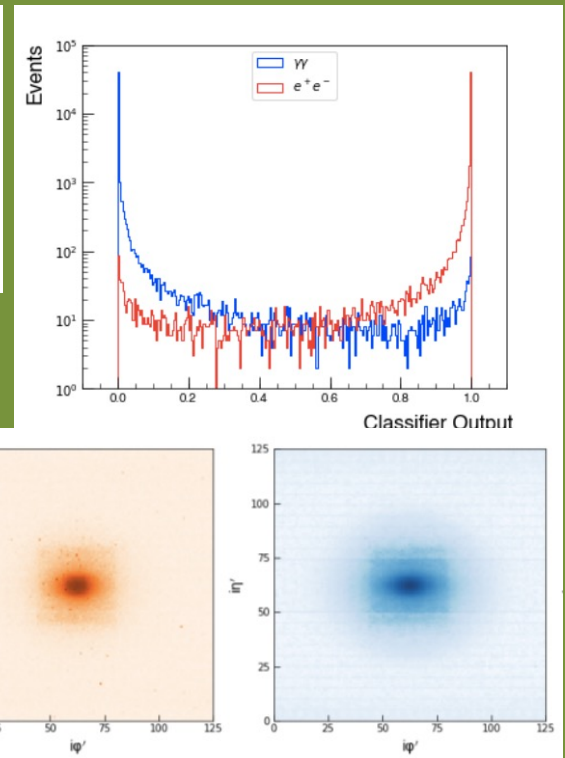 Events
10⁵
10⁴
10³
10²
10¹
10⁰
γγ
e⁺e⁻
0.0 0.2 0.4 0.6 0.8 1.0
Classifier Output
50 75 100 125
iφ′
125
100
75
50
25
0
iη′
0 25 50 75 100 125
iφ′